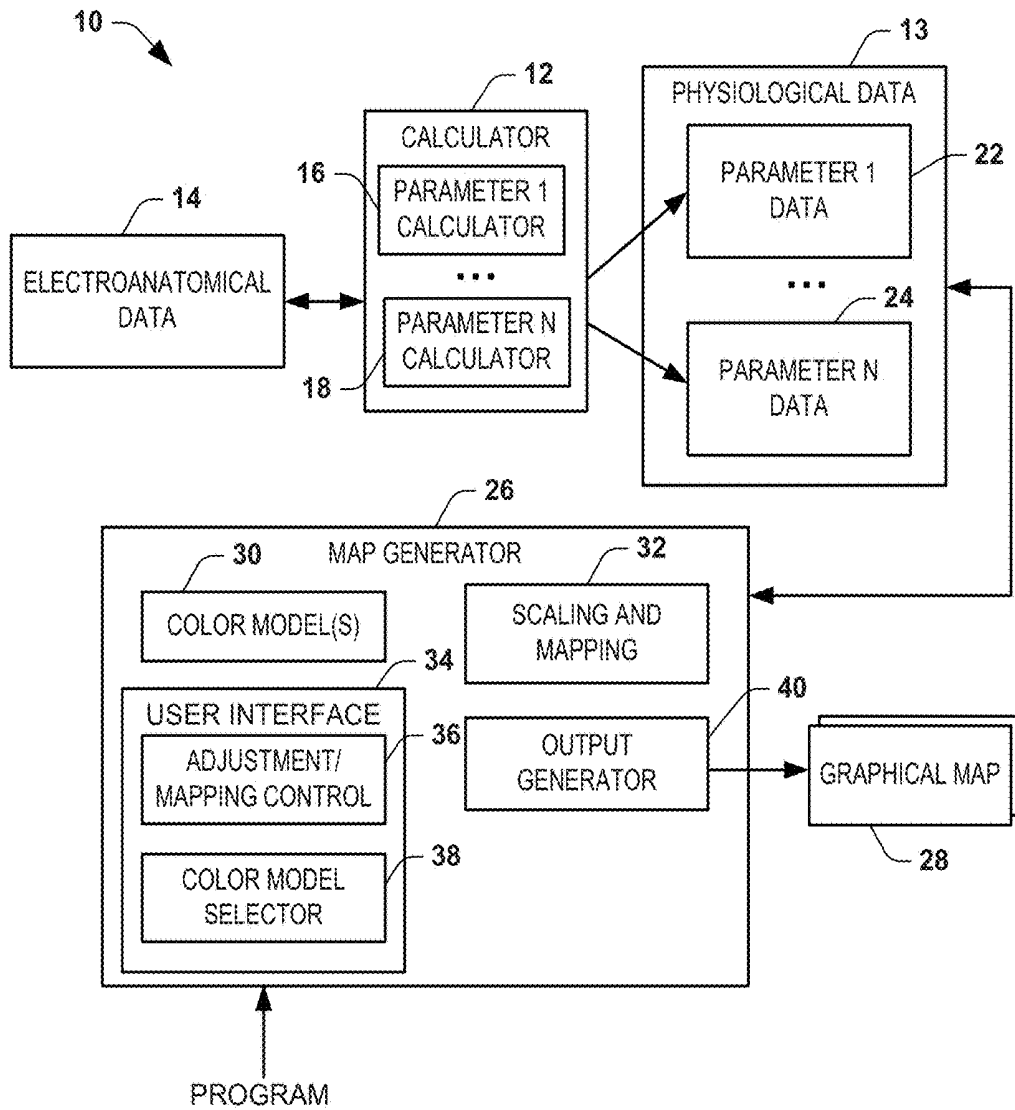 10
12
13
CALCULATOR
PHYSIOLOGICAL DATA
14
16
PARAMETER 1
CALCULATOR
PARAMETER 1
DATA
22
ELECTROANATOMICAL
DATA
...
...
18
PARAMETER N
CALCULATOR
24
PARAMETER N
DATA
26
MAP GENERATOR
30
32
COLOR MODEL(S)
SCALING AND
MAPPING
34
USER INTERFACE
36
ADJUSTMENT/
MAPPING CONTROL
40
OUTPUT
GENERATOR
GRAPHICAL MAP
28
38
COLOR MODEL
SELECTOR
PROGRAM